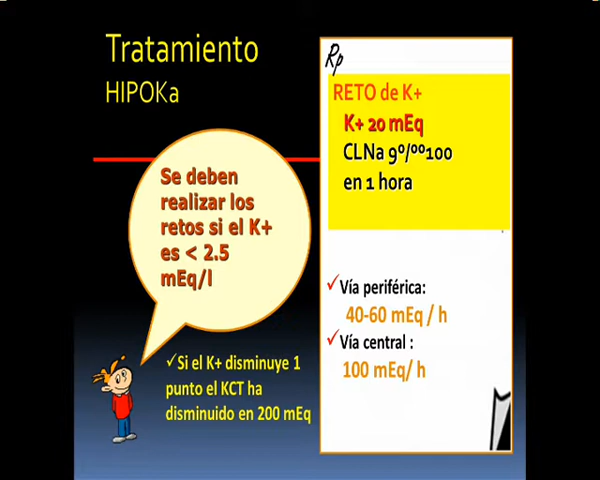 Tratamiento
HIPOKa
Se deben
realizar los
retos si el K+
es < 2.5
mEq/l
✓Si el K+ disminuye 1
punto el KCT ha
disminuido en 200 mEq
Rp
RETO de K+
K+ 20 mEq
CLNa 9º/ºº100
en 1 hora
✓Vía periférica:
40-60 mEq / h
✓Vía central :
100 mEq/ h